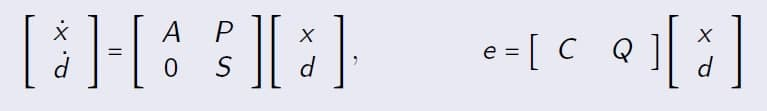 [ ẋ ḋ ] = [ A P 0 S ] [ x d ], e = [ C Q ] [ x d ]